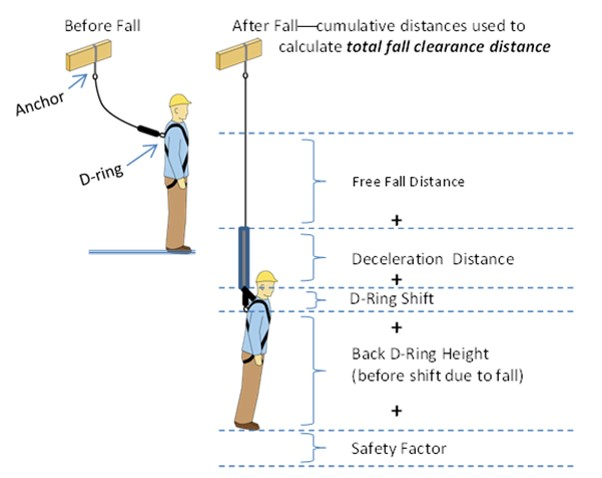 Before Fall
After Fall—cumulative distances used to
calculate total fall clearance distance
Anchor
D-ring
Free Fall Distance
+
Deceleration Distance
+
D-Ring Shift
+
Back D-Ring Height
(before shift due to fall)
+
Safety Factor